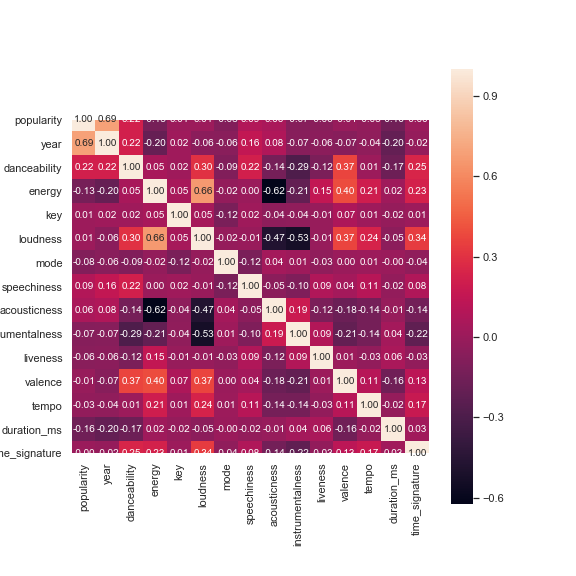 0.9
popularity 1.00 0.69
year 0.69 1.00 0.22 -0.20 0.02 -0.06 -0.06 0.16 0.08 -0.07 -0.06 -0.07 -0.04 -0.20 -0.02
danceability 0.22 0.22 1.00 0.05 0.02 0.30 -0.09 0.22 -0.14 -0.29 -0.12 0.37 0.01 -0.17 0.25
0.6
energy -0.13 -0.20 0.05 1.00 0.05 0.66 -0.02 0.00 -0.62 -0.21 0.15 0.40 0.21 0.02 0.23
key 0.01 0.02 0.02 0.05 1.00 0.05 -0.12 0.02 -0.04 -0.04 -0.01 0.07 0.01 -0.02 0.01
loudness 0.01 -0.06 0.30 0.66 0.05 1.00 -0.02 -0.01 -0.47 -0.53 -0.01 0.37 0.24 -0.05 0.34
0.3
mode -0.08 -0.06 -0.09 -0.02 -0.12 -0.02 1.00 -0.12 0.04 0.01 -0.03 0.00 0.01 -0.00 -0.04
speechiness 0.09 0.16 0.22 0.00 0.02 -0.01 -0.12 1.00 -0.05 -0.10 0.09 0.04 0.11 -0.02 0.08
acousticness 0.06 0.08 -0.14 -0.62 -0.04 -0.47 0.04 -0.05 1.00 0.19 -0.12 -0.18 -0.14 -0.01 -0.14
umentalness -0.07 -0.07 -0.29 -0.21 -0.04 -0.53 0.01 -0.10 0.19 1.00 0.09 -0.21 -0.14 0.04 -0.22
0.0
liveness -0.06 -0.06 -0.12 0.15 -0.01 -0.01 -0.03 0.09 -0.12 0.09 1.00 0.01 -0.03 0.06 -0.03
valence -0.01 -0.07 0.37 0.40 0.07 0.37 0.00 0.04 -0.18 -0.21 0.01 1.00 0.11 -0.16 0.13
tempo -0.03 -0.04 0.01 0.21 0.01 0.24 0.01 0.11 -0.14 -0.14 -0.03 0.11 1.00 -0.02 0.17
-0.3
duration_ms -0.16 -0.20 -0.17 0.02 -0.02 -0.05 -0.00 -0.02 -0.01 0.04 0.06 -0.16 -0.02 1.00 0.03
ne_signature 1.00
-0.6
popularity
year
danceability
energy
key
loudness
mode
speechiness
acousticness
instrumentalness
liveness
valence
tempo
duration_ms
time_signature